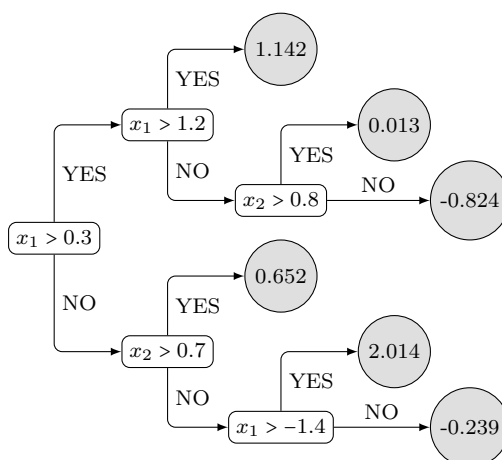 1.142
YES
x₁ > 1.2
0.013
YES
YES
NO
NO
x₂ > 0.8
-0.824
x₁ > 0.3
0.652
YES
NO
x₂ > 0.7
2.014
YES
NO
NO
x₁ > −1.4
-0.239